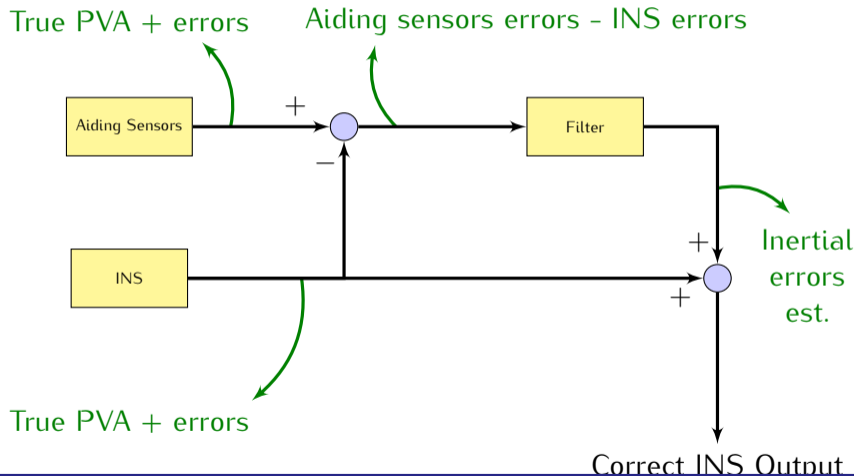 True PVA + errors
Aiding sensors errors - INS errors
Aiding Sensors
+
Filter
−
+
Inertial
errors
est.
INS
+
True PVA + errors
Correct INS Output